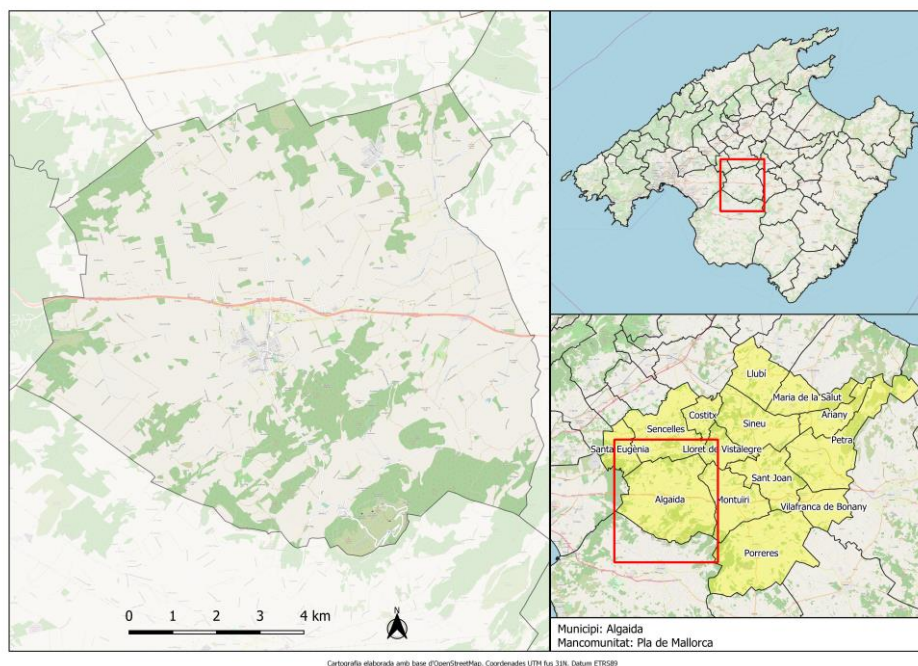 0 1 2 3 4 km
N
Llubí
Maria de la Salut
Ariany
Costitx
Sineu
Sencelles
Petra
Santa Eugènia
Lloret de Vistalegre
Sant Joan
Algaida
Montuïri
Vilafranca de Bonany
Porreres
Municipi: Algaida
Mancomunitat: Pla de Mallorca
Cartografia elaborada amb base d'OpenStreetMap. Coordenades UTM fus 31N. Datum ETRS89